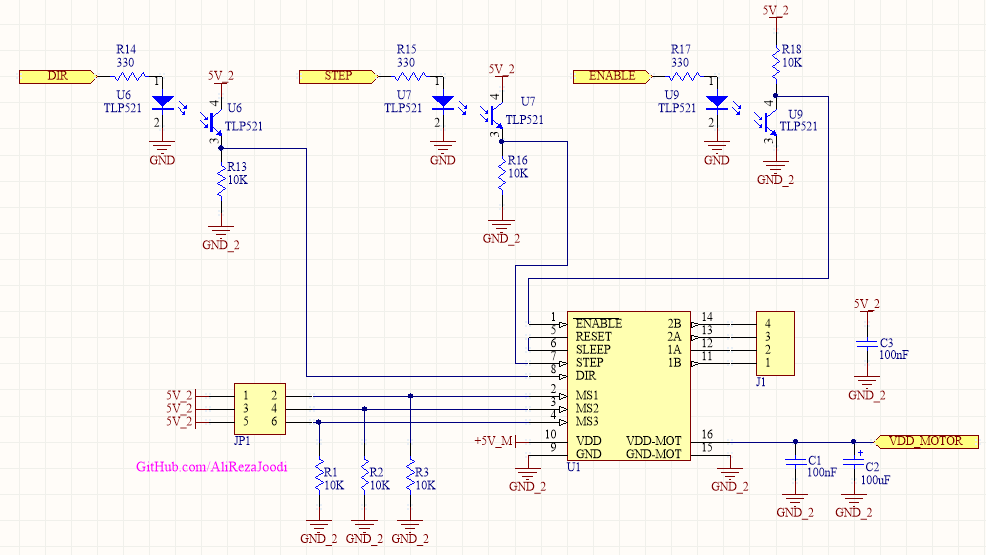 5V_2
R14
330
R15
330
R17
330
R18
10K
DIR
STEP
ENABLE
1
5V_2
1
5V_2
1
4
4
4
U6
TLP521
U6
TLP521
U7
TLP521
U7
TLP521
U9
TLP521
U9
TLP521
2
3
2
3
2
3
GND
GND
GND
R13
10K
R16
10K
GND_2
GND_2
GND_2
5V_2
C3
100nF
GND_2
1 ENABLE 2B 14 4
5 RESET 2A 13 3
6 SLEEP 1A 12 2
7 STEP 1B 11 1
8 DIR
J1
2 MS1
3 MS2
4 MS3
10 VDD VDD-MOT 16
9 GND GND-MOT 15
U1
+5V_M
GND_2
GND_2
5V_2 1 2
5V_2 3 4
5V_2 5 6
JP1
GitHub.com/AliRezaJoodi
R1
10K
R2
10K
R3
10K
GND_2
GND_2
GND_2
VDD_MOTOR
C1
100nF
+
C2
100uF
GND_2
GND_2